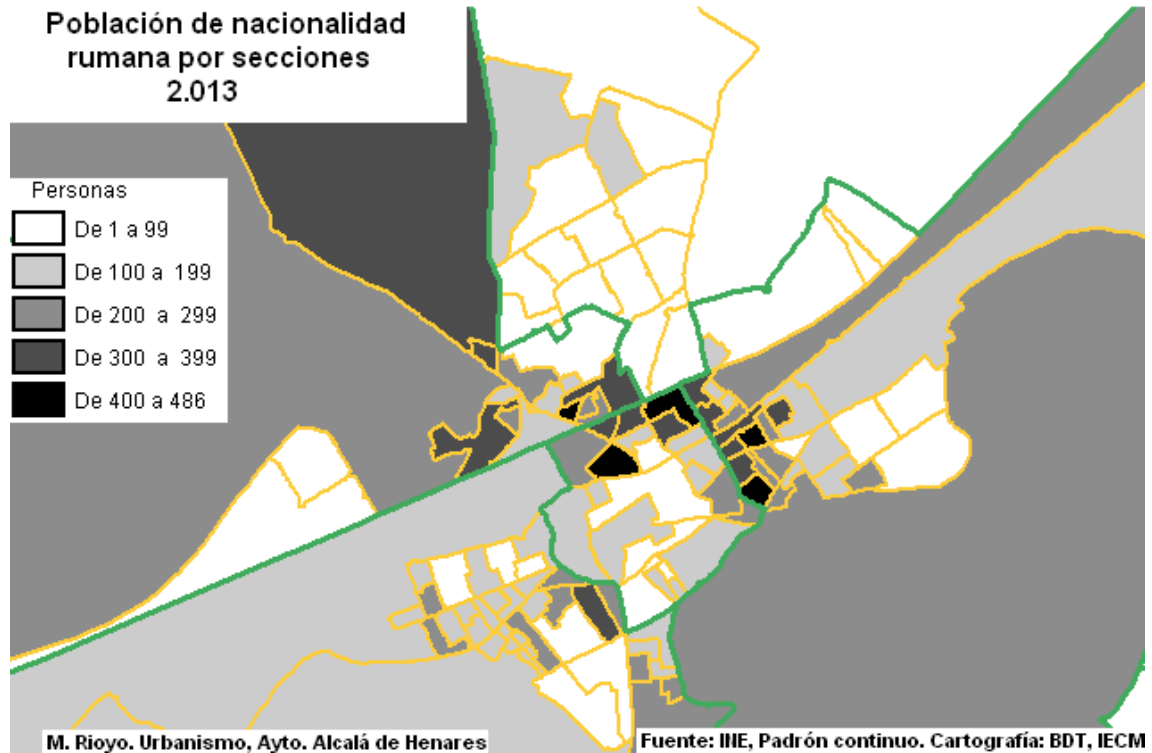 Población de nacionalidad
rumana por secciones
2.013
Personas
De 1 a 99
De 100 a 199
De 200 a 299
De 300 a 399
De 400 a 486
M. Rioyo. Urbanismo, Ayto. Alcalá de Henares
Fuente: INE, Padrón continuo. Cartografía: BDT, IECM